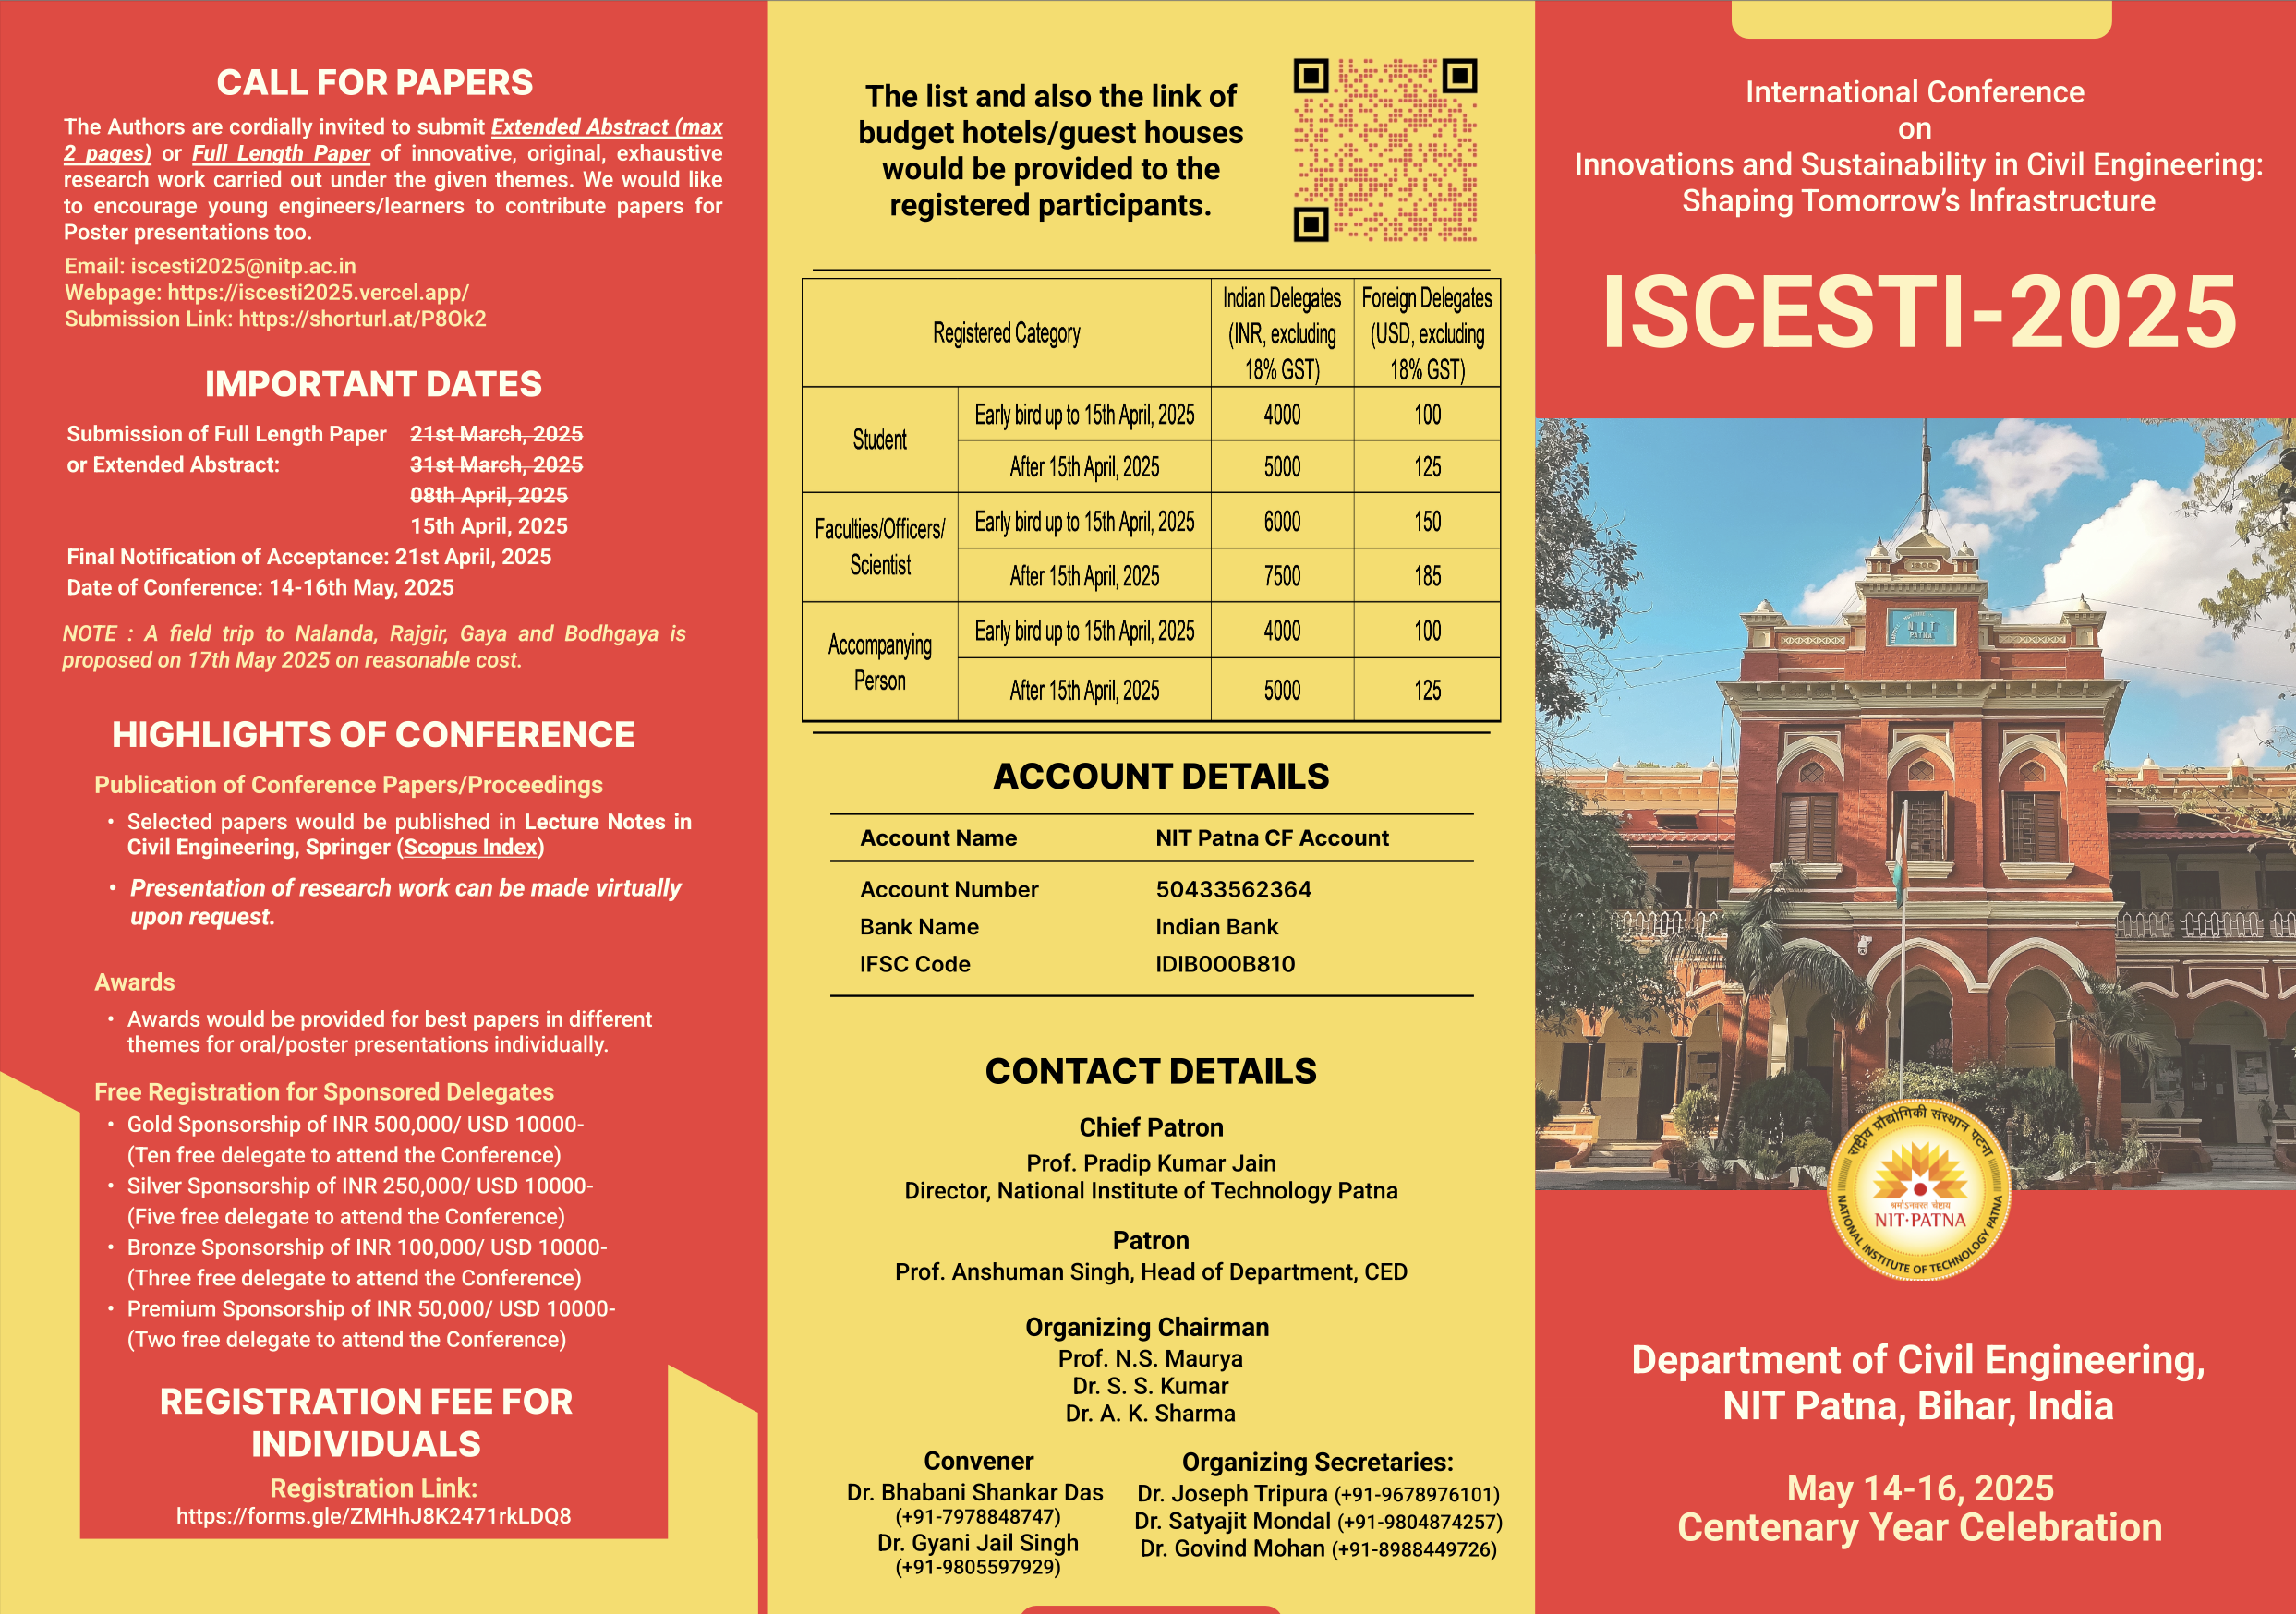 CALL FOR PAPERS
The Authors are cordially invited to submit Extended Abstract (max
2 pages) or Full Length Paper of innovative, original, exhaustive
research work carried out under the given themes. We would like
to encourage young engineers/learners to contribute papers for
Poster presentations too.
Email: iscesti2025@nitp.ac.in
Webpage: https://iscesti2025.vercel.app/
Submission Link: https://shorturl.at/P8Ok2
IMPORTANT DATES
Submission of Full Length Paper 21st March, 2025
or Extended Abstract: 31st March, 2025
08th April, 2025
15th April, 2025
Final Notification of Acceptance: 21st April, 2025
Date of Conference: 14-16th May, 2025
NOTE : A field trip to Nalanda, Rajgir, Gaya and Bodhgaya is
proposed on 17th May 2025 on reasonable cost.
HIGHLIGHTS OF CONFERENCE
Publication of Conference Papers/Proceedings
• Selected papers would be published in Lecture Notes in
Civil Engineering, Springer (Scopus Index)
• Presentation of research work can be made virtually
upon request.
Awards
• Awards would be provided for best papers in different
themes for oral/poster presentations individually.
Free Registration for Sponsored Delegates
• Gold Sponsorship of INR 500,000/ USD 10000-
(Ten free delegate to attend the Conference)
• Silver Sponsorship of INR 250,000/ USD 10000-
(Five free delegate to attend the Conference)
• Bronze Sponsorship of INR 100,000/ USD 10000-
(Three free delegate to attend the Conference)
• Premium Sponsorship of INR 50,000/ USD 10000-
(Two free delegate to attend the Conference)
REGISTRATION FEE FOR
INDIVIDUALS
Registration Link:
https://forms.gle/ZMHhJ8K2471rkLDQ8
The list and also the link of
budget hotels/guest houses
would be provided to the
registered participants.
Registered Category
Indian Delegates
(INR, excluding
18% GST)
Foreign Delegates
(USD, excluding
18% GST)
Student
Early bird up to 15th April, 2025 4000 100
After 15th April, 2025 5000 125
Faculties/Officers/
Scientist
Early bird up to 15th April, 2025 6000 150
After 15th April, 2025 7500 185
Accompanying
Person
Early bird up to 15th April, 2025 4000 100
After 15th April, 2025 5000 125
ACCOUNT DETAILS
Account Name NIT Patna CF Account
Account Number 50433562364
Bank Name Indian Bank
IFSC Code IDIB000B810
CONTACT DETAILS
Chief Patron
Prof. Pradip Kumar Jain
Director, National Institute of Technology Patna
Patron
Prof. Anshuman Singh, Head of Department, CED
Organizing Chairman
Prof. N.S. Maurya
Dr. S. S. Kumar
Dr. A. K. Sharma
Convener
Dr. Bhabani Shankar Das
(+91-7978848747)
Dr. Gyani Jail Singh
(+91-9805597929)
Organizing Secretaries:
Dr. Joseph Tripura (+91-9678976101)
Dr. Satyajit Mondal (+91-9804874257)
Dr. Govind Mohan (+91-8988449726)
International Conference
on
Innovations and Sustainability in Civil Engineering:
Shaping Tomorrow's Infrastructure
ISCESTI-2025
NIT
PATNA
राष्ट्रीय प्रौद्योगिकी संस्थान पटना
NIT·PATNA
NATIONAL INSTITUTE OF TECHNOLOGY PATNA
Department of Civil Engineering,
NIT Patna, Bihar, India
May 14-16, 2025
Centenary Year Celebration